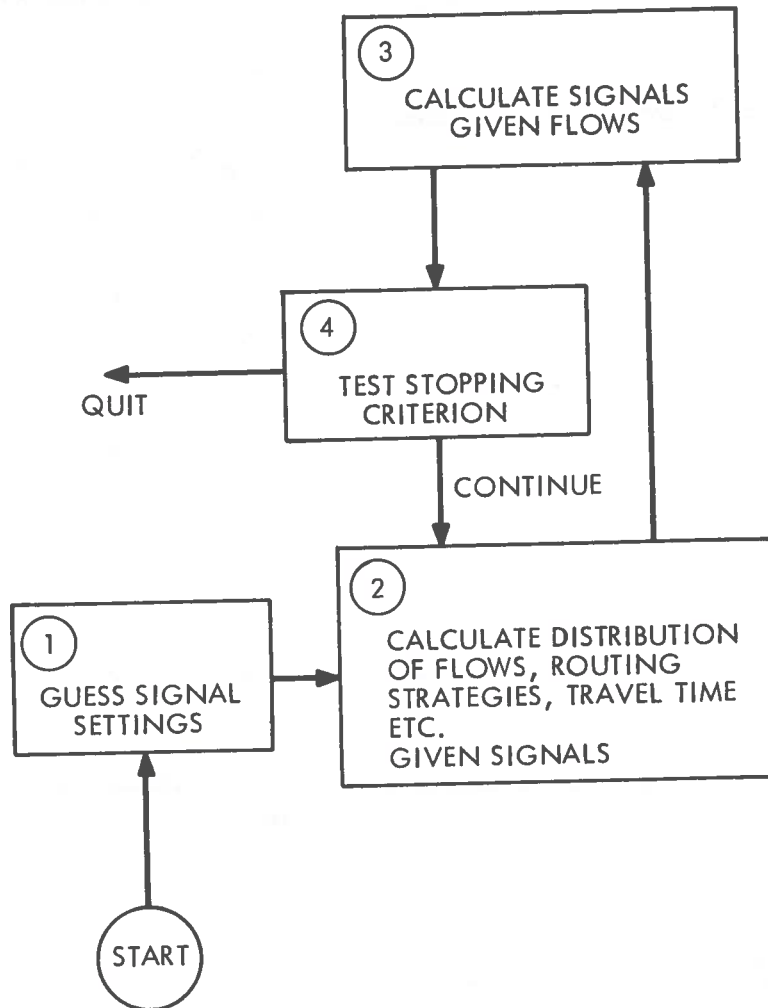 3
CALCULATE SIGNALS
GIVEN FLOWS
4
TEST STOPPING
CRITERION
QUIT
CONTINUE
2
CALCULATE DISTRIBUTION
OF FLOWS, ROUTING
STRATEGIES, TRAVEL TIME
ETC.
GIVEN SIGNALS
1
GUESS SIGNAL
SETTINGS
START